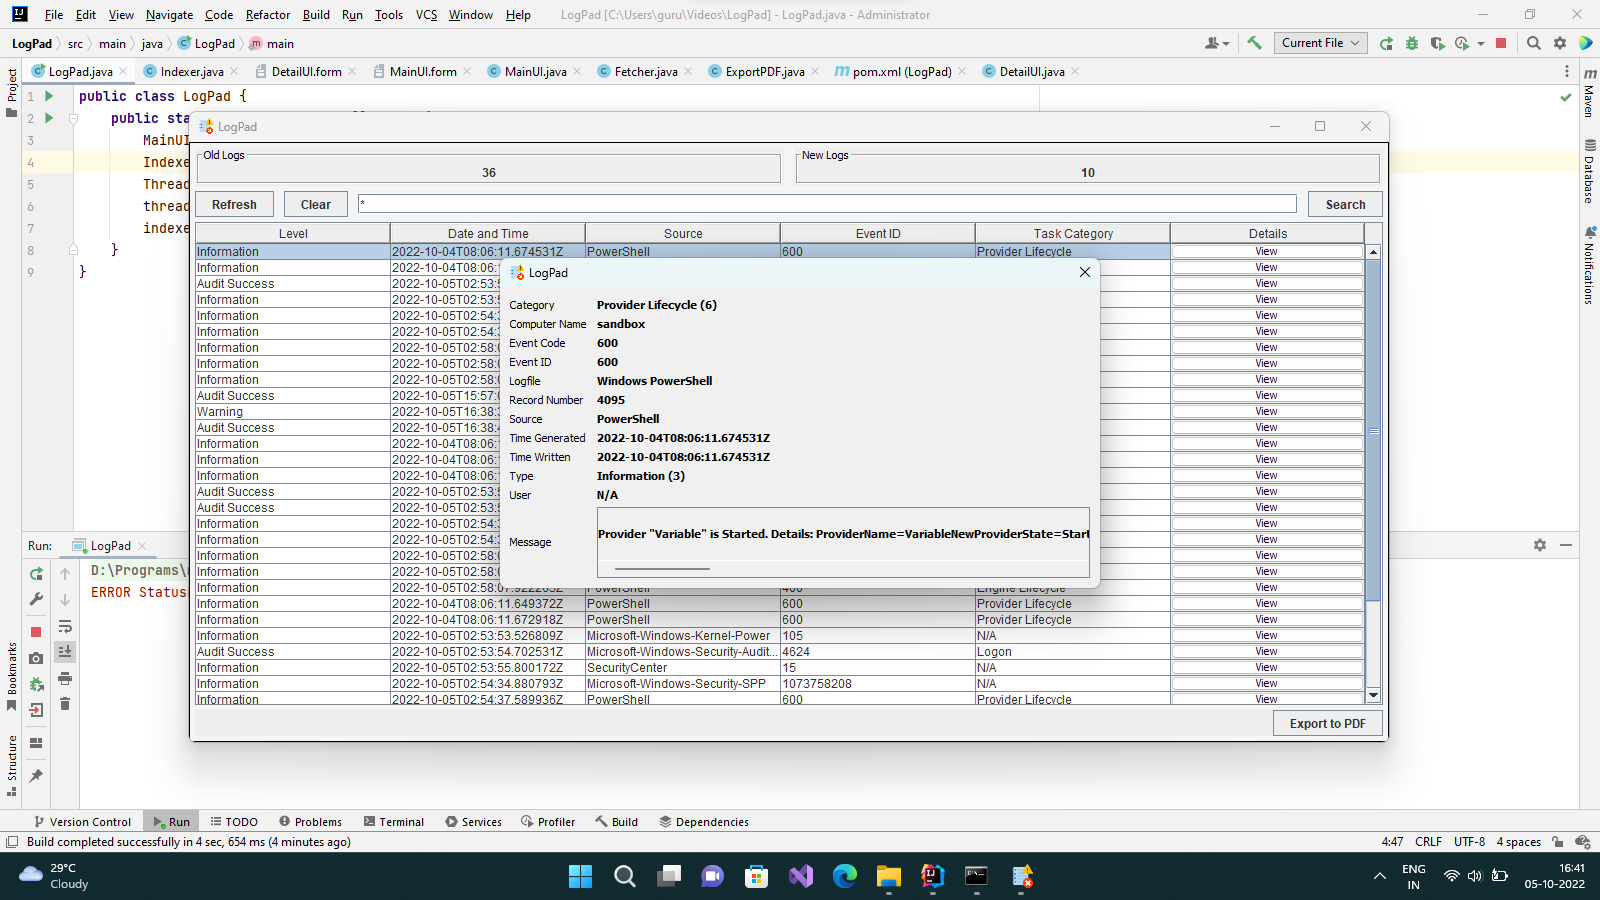 File Edit View Navigate Code Refactor Build Run Tools VCS Window Help LogPad [C:\Users\guru\Videos\LogPad] - LogPad.java - Administrator
LogPad src main java LogPad main Current File
LogPad.java Indexer.java DetailUI.form MainUI.form MainUI.java Fetcher.java ExportPDF.java pom.xml (LogPad) DetailUI.java
Project
Maven
Database
Notifications
Bookmarks
Structure
1 public class LogPad {
2 public sta
3 MainUI
4 Indexe
5 Thread
6 thread
7 indexe
8 }
9 }
LogPad
Old Logs New Logs
36 10
Refresh Clear * Search
Level Date and Time Source Event ID Task Category Details
Information 2022-10-04T08:06:11.674531Z PowerShell 600 Provider Lifecycle View
Information 2022-10-04T08:06: View
Audit Success 2022-10-05T02:53: View
Information 2022-10-05T02:53: View
Information 2022-10-05T02:54: View
Information 2022-10-05T02:54: View
Information 2022-10-05T02:58: View
Information 2022-10-05T02:58: View
Information 2022-10-05T02:58: View
Audit Success 2022-10-05T15:57: View
Warning 2022-10-05T16:38: View
Audit Success 2022-10-05T16:38: View
Information 2022-10-04T08:06: View
Information 2022-10-04T08:06: View
Information 2022-10-04T08:06: View
Audit Success 2022-10-05T02:53: View
Audit Success 2022-10-05T02:53: View
Information 2022-10-05T02:54: View
Information 2022-10-05T02:54: View
Information 2022-10-05T02:58: View
Information 2022-10-05T02:58: View
Information View
Information 2022-10-04T08:06:11.649372Z PowerShell 600 Provider Lifecycle View
Information 2022-10-04T08:06:11.672918Z PowerShell 600 Provider Lifecycle View
Information 2022-10-05T02:53:53.526809Z Microsoft-Windows-Kernel-Power 105 N/A View
Audit Success 2022-10-05T02:53:54.702531Z Microsoft-Windows-Security-Audit... 4624 Logon View
Information 2022-10-05T02:53:55.800172Z SecurityCenter 15 N/A View
Information 2022-10-05T02:54:34.880793Z Microsoft-Windows-Security-SPP 1073758208 N/A View
Information 2022-10-05T02:54:37.589936Z PowerShell 600 Provider Lifecycle View
Export to PDF
LogPad
Category Provider Lifecycle (6)
Computer Name sandbox
Event Code 600
Event ID 600
Logfile Windows PowerShell
Record Number 4095
Source PowerShell
Time Generated 2022-10-04T08:06:11.674531Z
Time Written 2022-10-04T08:06:11.674531Z
Type Information (3)
User N/A
Message Provider "Variable" is Started. Details: ProviderName=VariableNewProviderState=Start
Run: LogPad
D:\Programs\
ERROR Status
Version Control Run TODO Problems Terminal Services Profiler Build Dependencies
Build completed successfully in 4 sec, 654 ms (4 minutes ago) 4:47 CRLF UTF-8 4 spaces
29°C
Cloudy
ENG
IN
16:41
05-10-2022